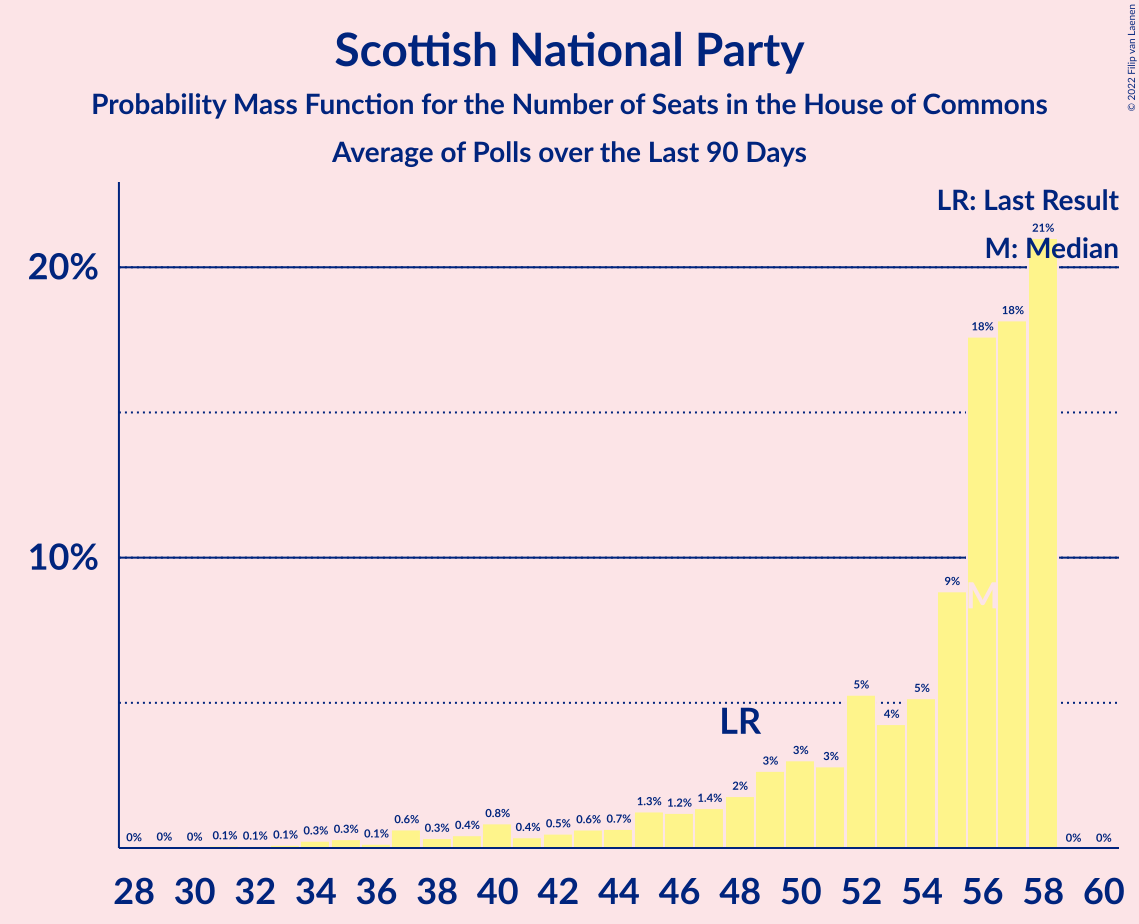 Scottish National Party
Probability Mass Function for the Number of Seats in the House of Commons
Average of Polls over the Last 90 Days
© 2022 Filip van Laenen
LR: Last Result
M: Median
20%
10%
0% 0% 0% 0.1% 0.1% 0.1% 0.3% 0.3% 0.1% 0.6% 0.3% 0.4% 0.8% 0.4% 0.5% 0.6% 0.7% 1.3% 1.2% 1.4% 2% 3% 3% 3% 5% 4% 5% 9% 18% 18% 21% 0% 0%
LR
M
28 30 32 34 36 38 40 42 44 46 48 50 52 54 56 58 60